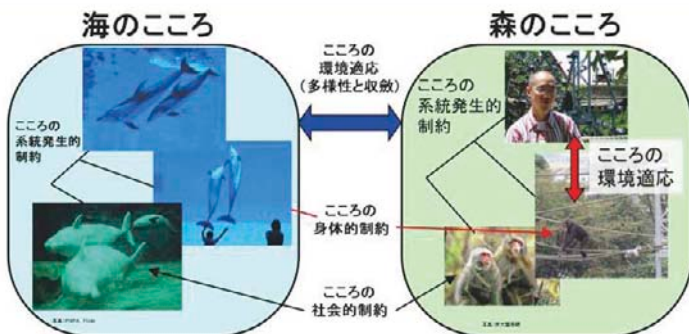 海のこころ
森のこころ
こころの
環境適応
(多様性と収斂)
こころの
系統発生的
制約
こころの
系統発生的
制約
こころの
環境適応
こころの
身体的制約
こころの
社会的制約